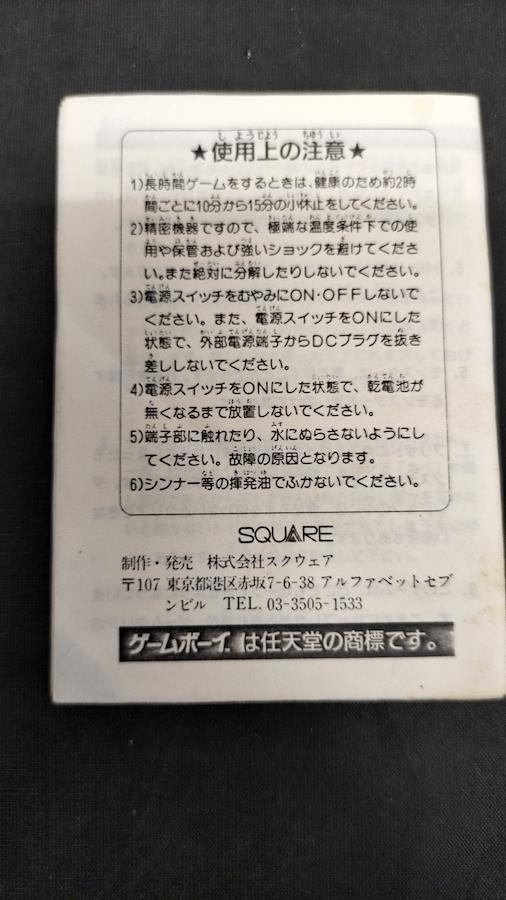 ★使用上の注意★
1)長時間ゲームをするときは、健康のため約2時
間ごとに10分から15分の小休止をしてください。
2)精密機器ですので、極端な温度条件下での使
用や保管および強いショックを避けてくださ
い。また絶対に分解したりしないでください。
3)電源スイッチをむやみにON・OFFしないで
ください。また、電源スイッチをONにした
状態で、外部電源端子からDCプラグを抜き
差ししないでください。
4)電源スイッチをONにした状態で、乾電池が
無くなるまで放置しないでください。
5)端子部に触れたり、水にぬらさないようにし
てください。故障の原因となります。
6)シンナー等の揮発油でふかないでください。
SQUARE
制作・発売 株式会社スクウェア
〒107 東京都港区赤坂7-6-38 アルファベットセブ
ンビル TEL. 03-3505-1533
ゲームボーイ は任天堂の商標です。